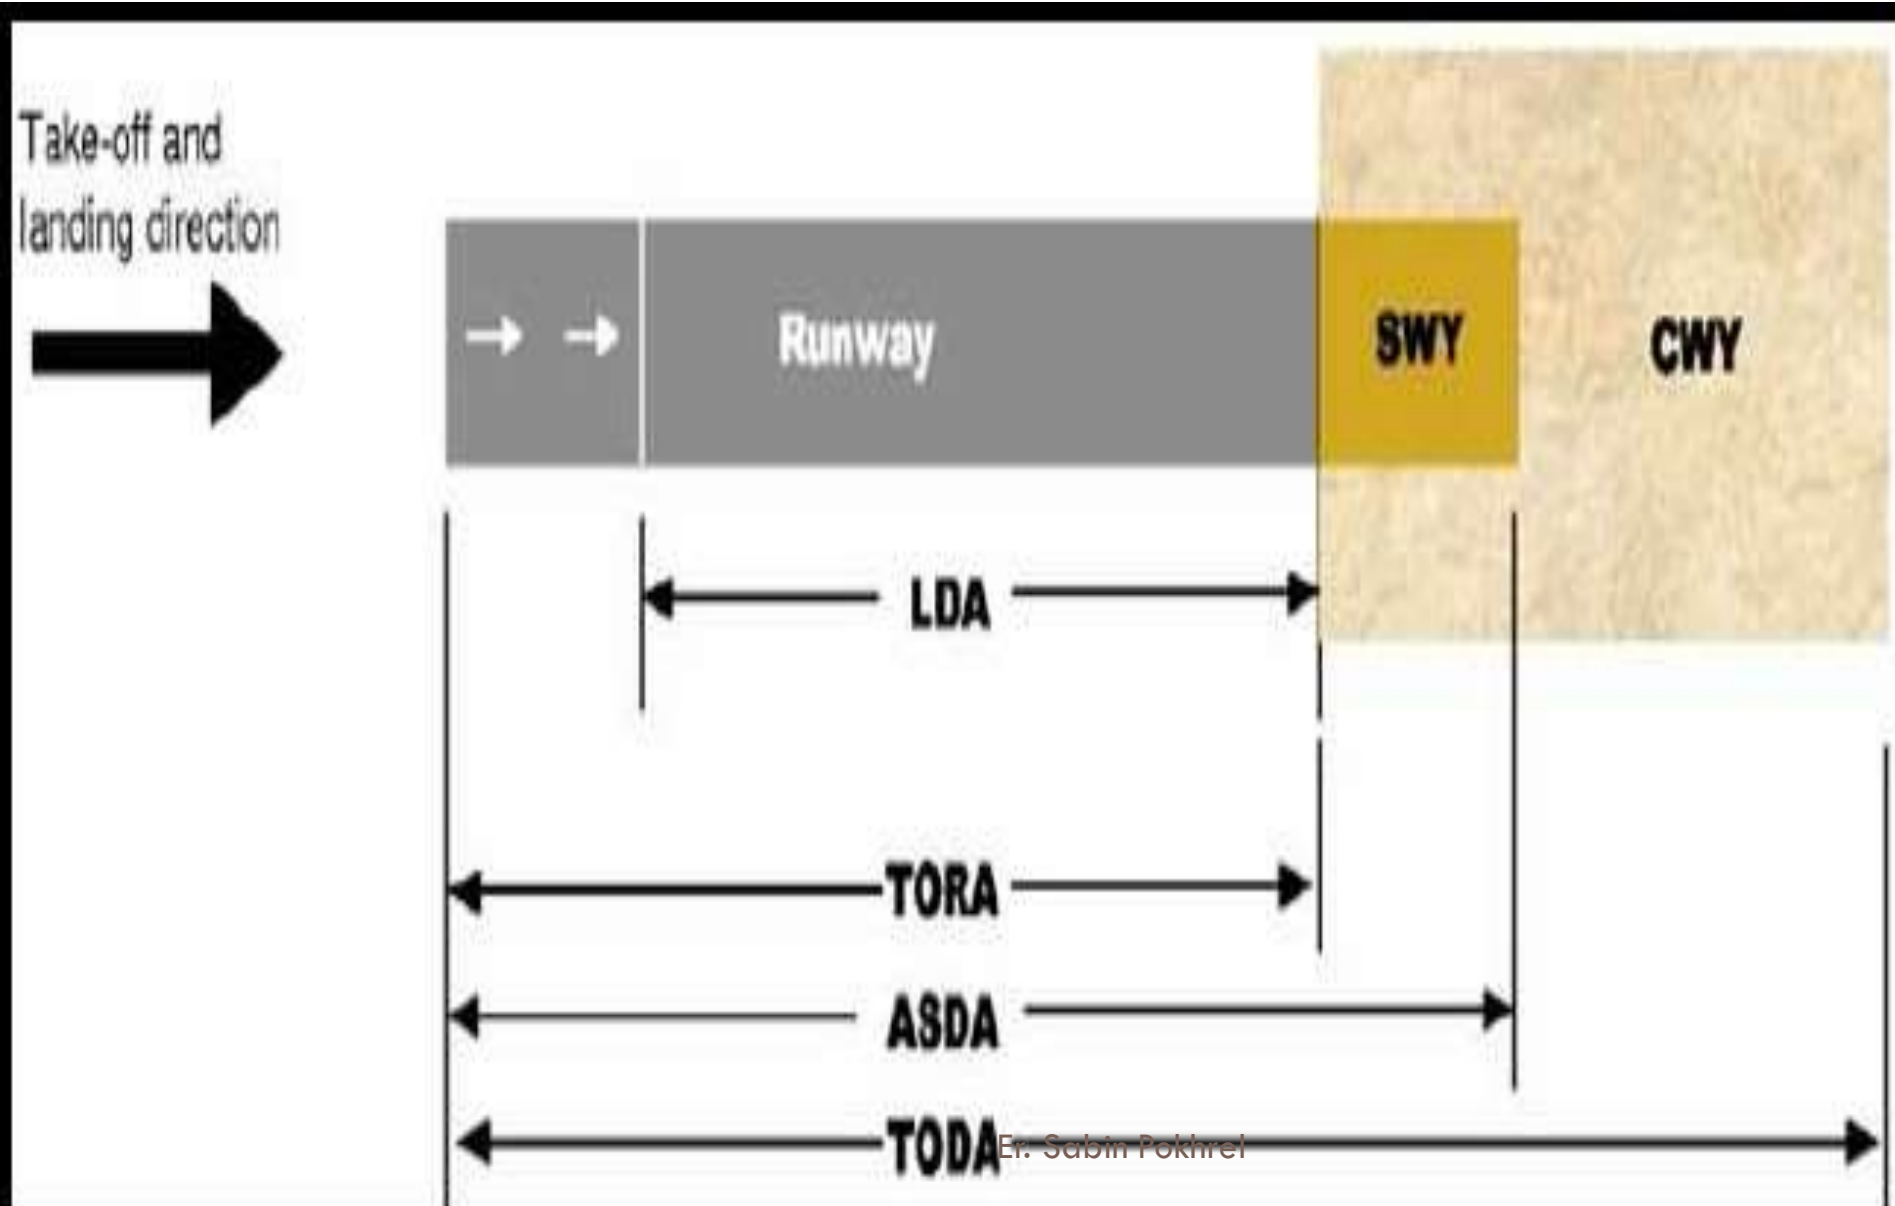 Take-off and
landing direction
Runway
SWY
CWY
LDA
TORA
ASDA
TODA
Er. Sabin Pokhrel